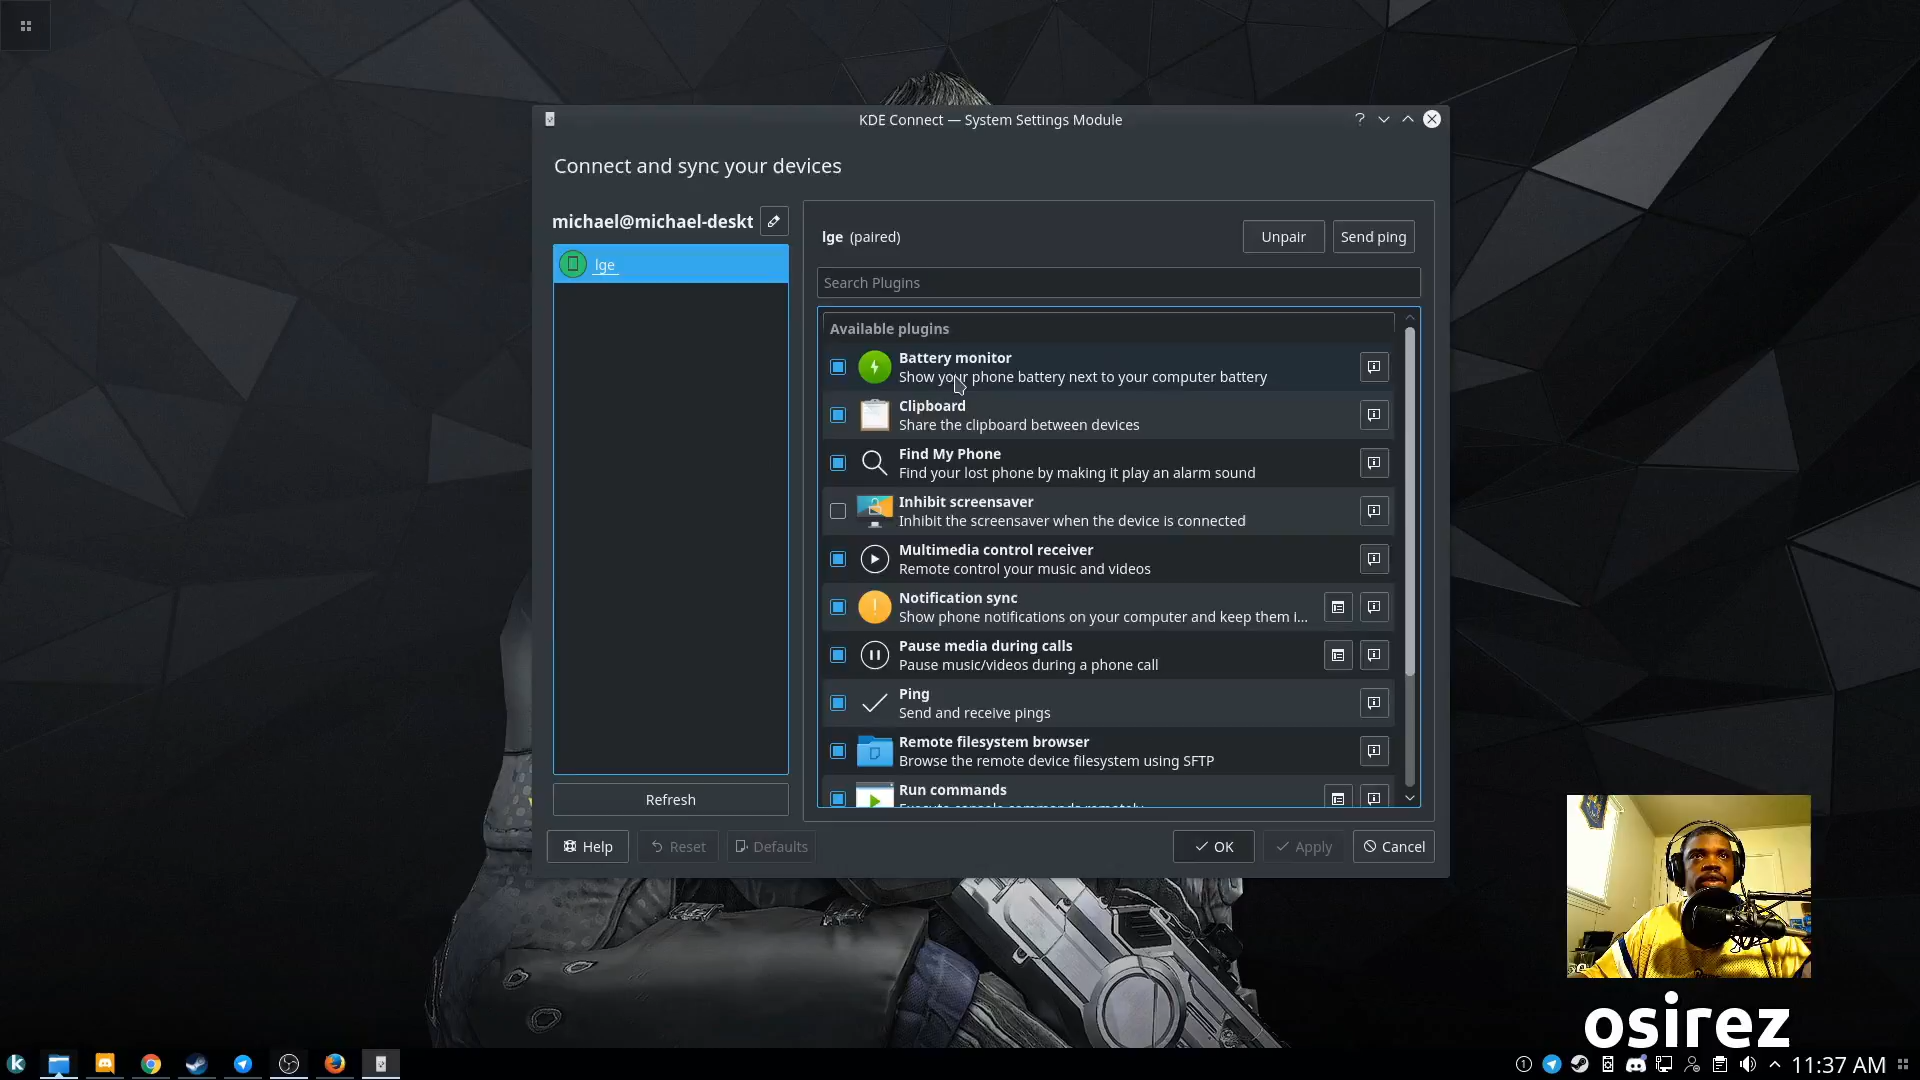 KDE Connect — System Settings Module
?
Connect and sync your devices
michael@michael-deskt
lge
lge (paired)
Unpair
Send ping
Search Plugins
Available plugins
Battery monitor
Show your phone battery next to your computer battery
Clipboard
Share the clipboard between devices
Find My Phone
Find your lost phone by making it play an alarm sound
Inhibit screensaver
Inhibit the screensaver when the device is connected
Multimedia control receiver
Remote control your music and videos
Notification sync
Show phone notifications on your computer and keep them i...
Pause media during calls
Pause music/videos during a phone call
Ping
Send and receive pings
Remote filesystem browser
Browse the remote device filesystem using SFTP
Run commands
Execute console commands remotely
Refresh
Help
Reset
Defaults
OK
Apply
Cancel
osirez
11:37 AM